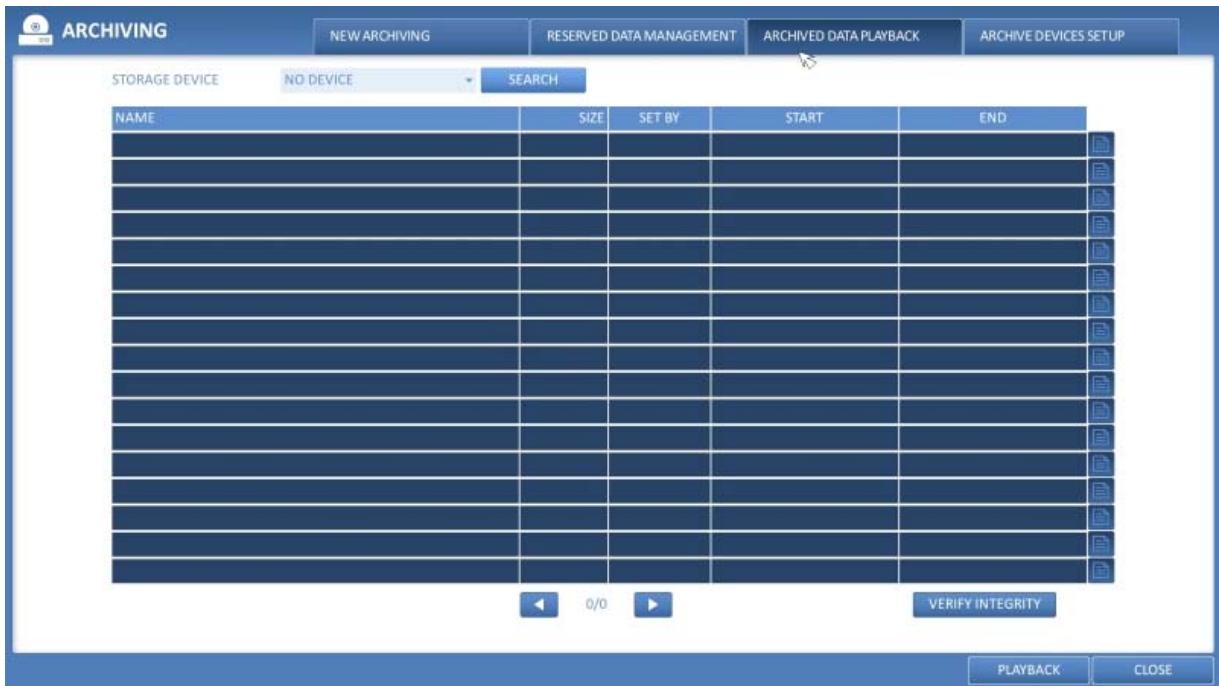 ARCHIVING
NEW ARCHIVING
RESERVED DATA MANAGEMENT
ARCHIVED DATA PLAYBACK
ARCHIVE DEVICES SETUP
STORAGE DEVICE NO DEVICE SEARCH
NAME SIZE SET BY START END
0/0
VERIFY INTEGRITY
PLAYBACK CLOSE